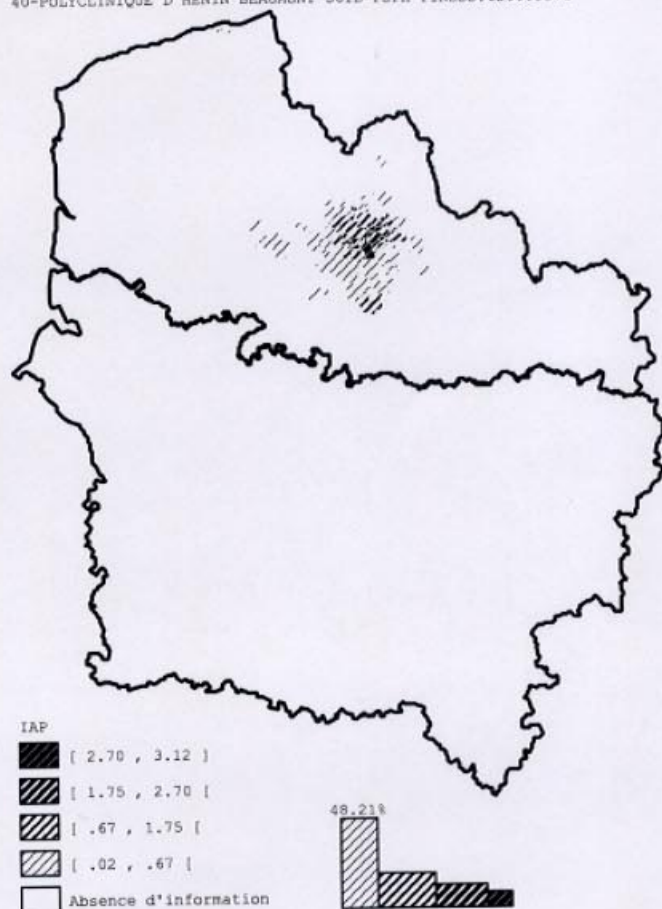 IAP
[ 2.70 , 3.12 ]
[ 1.75 , 2.70 [
[ .67 , 1.75 [
[ .02 , .67 [
Absence d'information
48.21%